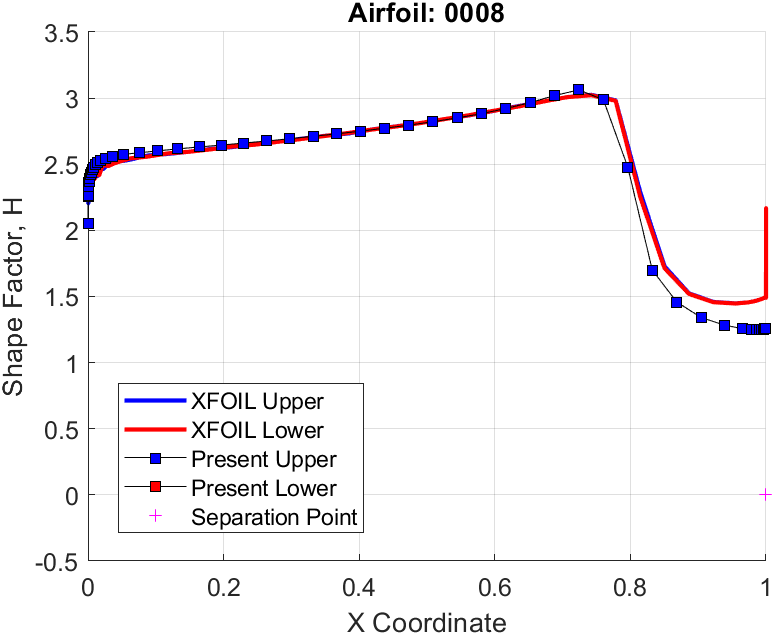 Airfoil: 0008
3.5
3
2.5
2
1.5
1
0.5
0
-0.5
Shape Factor, H
XFOIL Upper
XFOIL Lower
Present Upper
Present Lower
Separation Point
0 0.2 0.4 0.6 0.8 1
X Coordinate